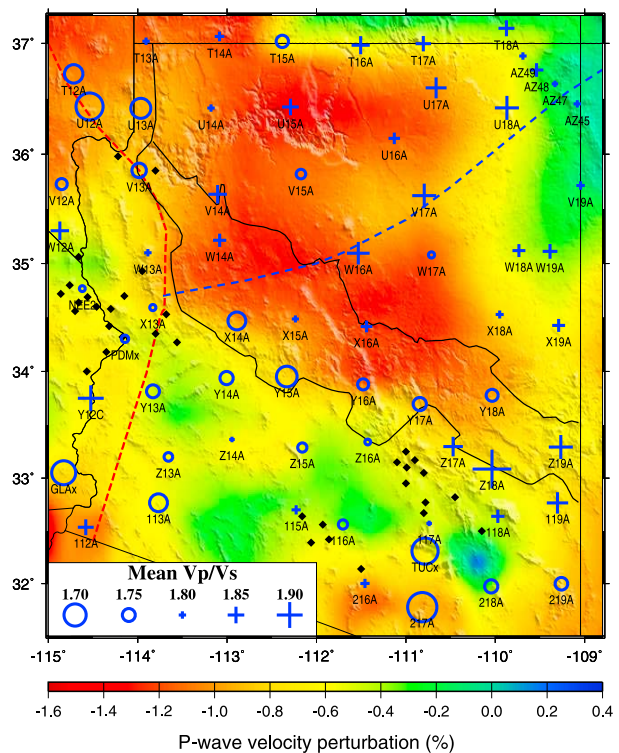 37°
T13A T14A T15A T16A T17A T18A
AZ49
T12A
AZ48
U17A
AZ47
U12A U13A U14A U15A U18A AZ45
36°
U16A
V12A V13A V15A
V14A V17A V19A
W12A
35°
W13A W14A W16A W17A W18A W19A
NEE2
X13A
X14A X15A X16A X18A X19A
PDMx
34°
Y12C Y13A Y14A Y15A Y16A Y17A Y18A
33°
GLAx Z13A Z14A Z15A Z16A Z17A Z18A Z19A
113A 115A 116A 117A 118A 119A
112A
TUCx
32°
216A 217A 218A 219A
Mean Vp/Vs
1.70 1.75 1.80 1.85 1.90
-115° -114° -113° -112° -111° -110° -109°
-1.6 -1.4 -1.2 -1.0 -0.8 -0.6 -0.4 -0.2 0.0 0.2 0.4
P-wave velocity perturbation (%)